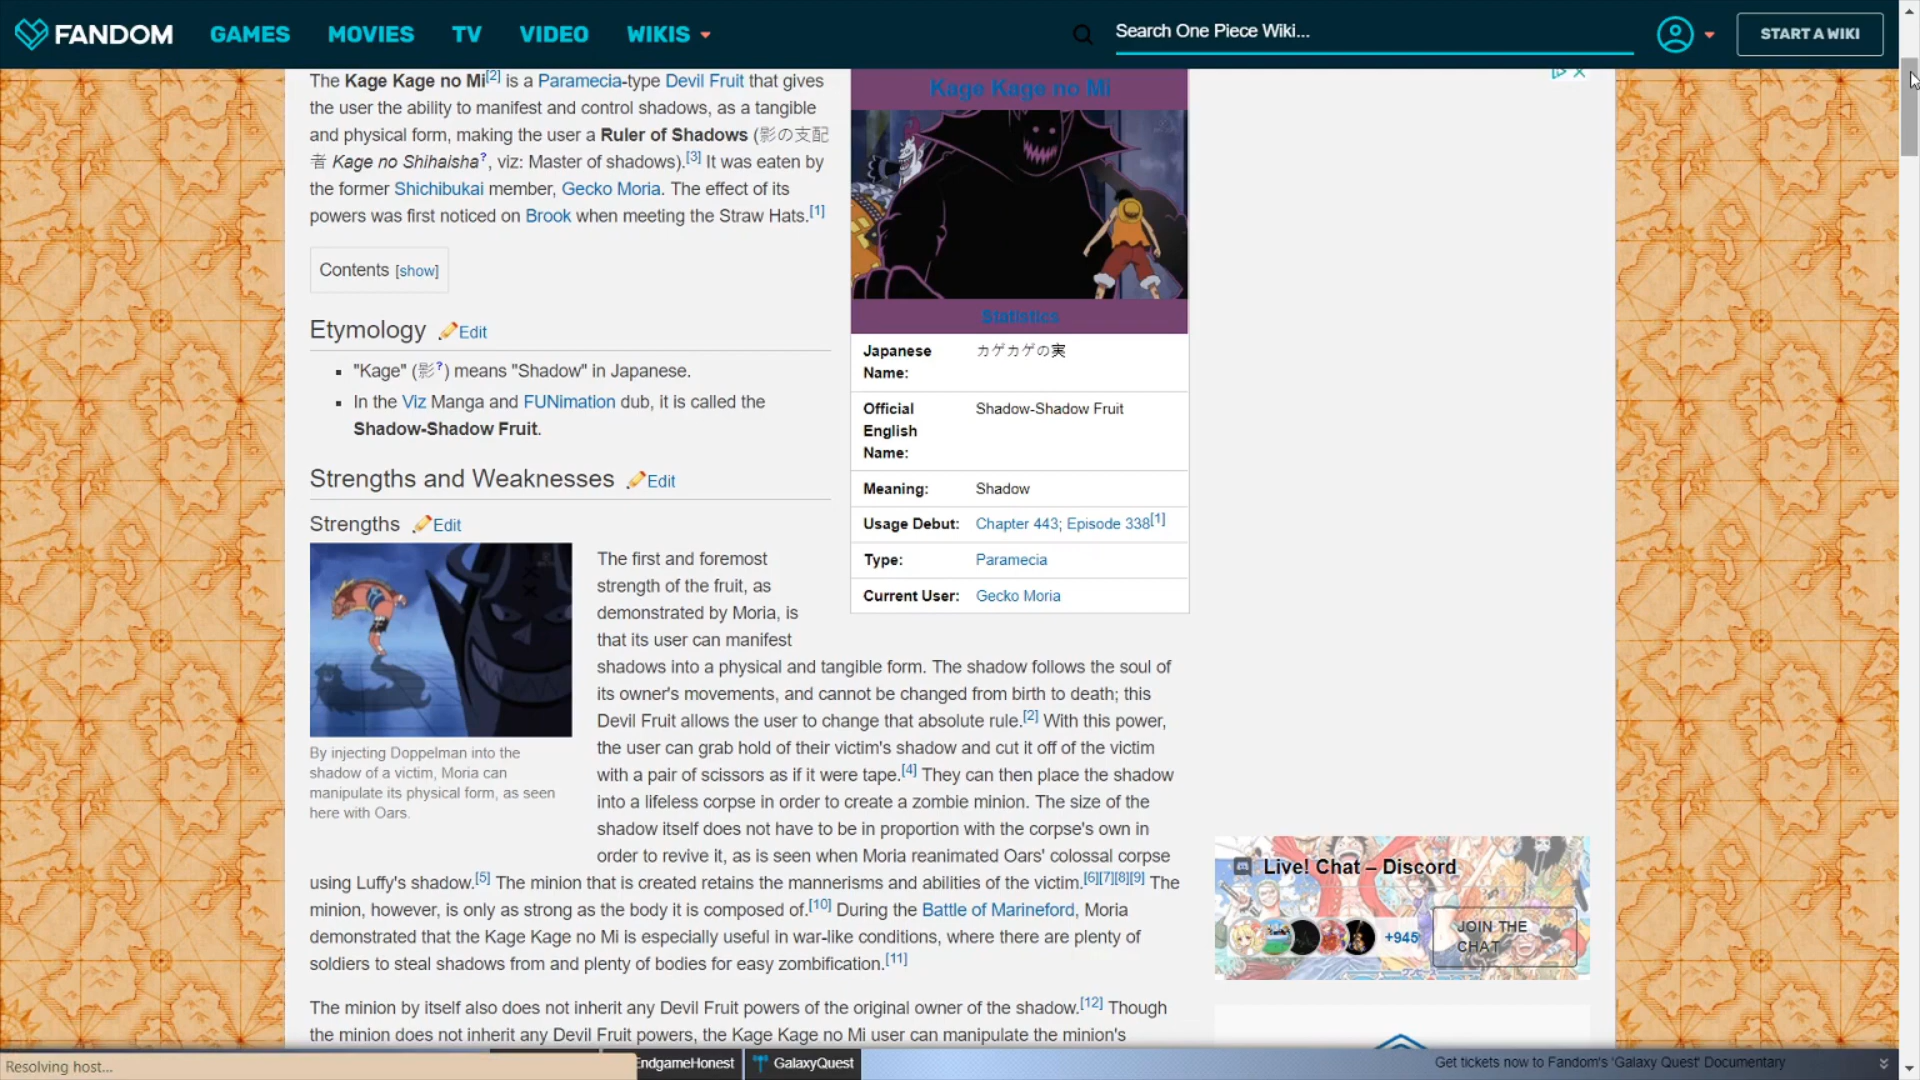 FANDOM
GAMES
MOVIES
TV
VIDEO
WIKIS
Search One Piece Wiki...
START A WIKI
The Kage Kage no Mi[2] is a Paramecia-type Devil Fruit that gives
the user the ability to manifest and control shadows, as a tangible
and physical form, making the user a Ruler of Shadows (影の支配
者 Kage no Shihaisha?, viz: Master of shadows).[3] It was eaten by
the former Shichibukai member, Gecko Moria. The effect of its
powers was first noticed on Brook when meeting the Straw Hats.[1]
Contents [show]
Etymology Edit
"Kage" (影?) means "Shadow" in Japanese.
In the Viz Manga and FUNimation dub, it is called the
Shadow-Shadow Fruit.
Strengths and Weaknesses Edit
Strengths Edit
By injecting Doppelman into the
shadow of a victim, Moria can
manipulate its physical form, as seen
here with Oars.
The first and foremost
strength of the fruit, as
demonstrated by Moria, is
that its user can manifest
shadows into a physical and tangible form. The shadow follows the soul of
its owner's movements, and cannot be changed from birth to death; this
Devil Fruit allows the user to change that absolute rule.[2] With this power,
the user can grab hold of their victim's shadow and cut it off of the victim
with a pair of scissors as if it were tape.[4] They can then place the shadow
into a lifeless corpse in order to create a zombie minion. The size of the
shadow itself does not have to be in proportion with the corpse's own in
order to revive it, as is seen when Moria reanimated Oars' colossal corpse
using Luffy's shadow.[5] The minion that is created retains the mannerisms and abilities of the victim.[6][7][8][9] The
minion, however, is only as strong as the body it is composed of.[10] During the Battle of Marineford, Moria
demonstrated that the Kage Kage no Mi is especially useful in war-like conditions, where there are plenty of
soldiers to steal shadows from and plenty of bodies for easy zombification.[11]
The minion by itself also does not inherit any Devil Fruit powers of the original owner of the shadow.[12] Though
the minion does not inherit any Devil Fruit powers, the Kage Kage no Mi user can manipulate the minion's
Kage Kage no Mi
Statistics
Japanese Name: カゲカゲの実
Official English Name: Shadow-Shadow Fruit
Meaning: Shadow
Usage Debut: Chapter 443; Episode 338[1]
Type: Paramecia
Current User: Gecko Moria
Live! Chat – Discord
+945
JOIN THE
CHAT
Resolving host...
EndgameHonest
GalaxyQuest
Get tickets now to Fandom's 'Galaxy Quest' Documentary